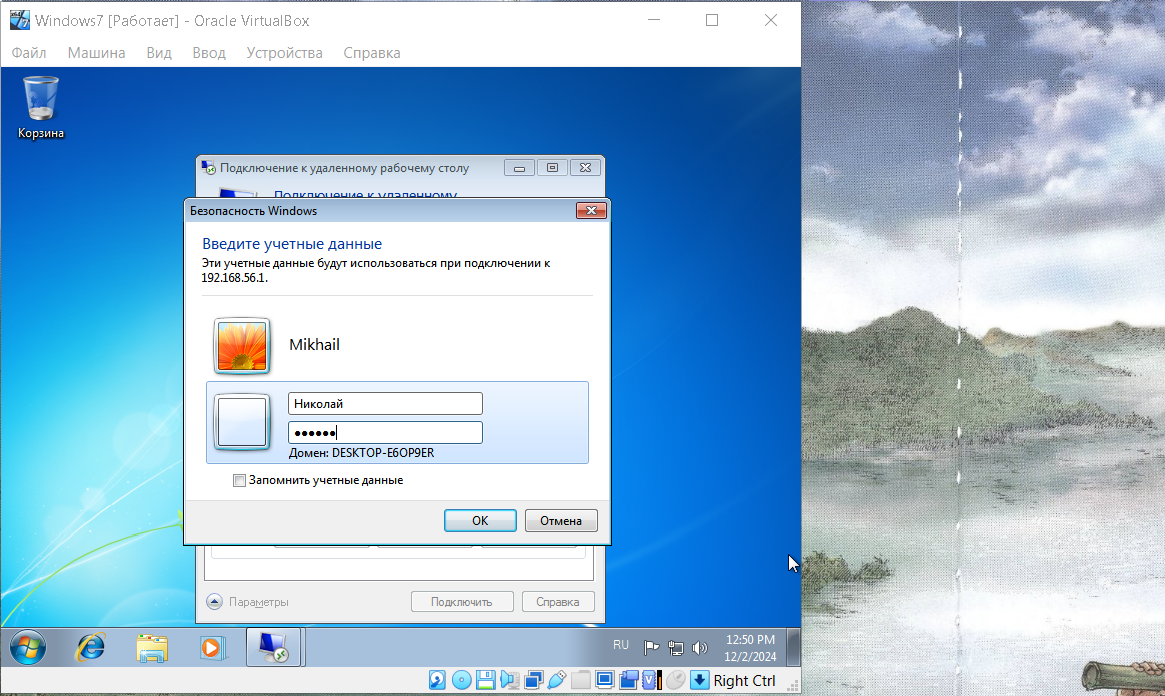 Windows7 [Работает] - Oracle VirtualBox
Файл Машина Вид Ввод Устройства Справка
Корзина
Подключение к удаленному рабочему столу
Подключение к удаленному
Безопасность Windows
Введите учетные данные
Эти учетные данные будут использоваться при подключении к
192.168.56.1.
Mikhail
Николай
••••••
Домен: DESKTOP-E6OP9ER
Запомнить учетные данные
OK Отмена
Параметры Подключить Справка
RU
12:50 PM
12/2/2024
Right Ctrl